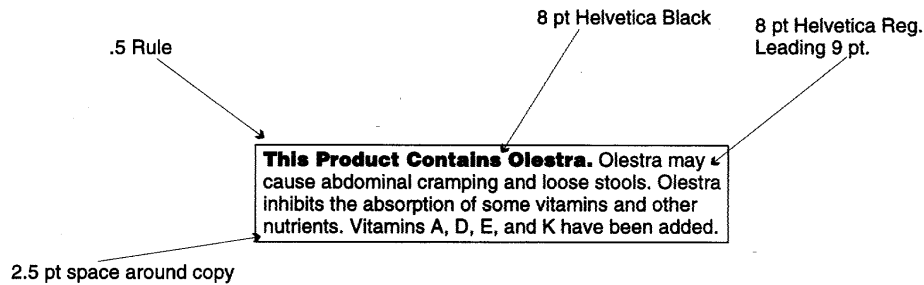 8 pt Helvetica Black
8 pt Helvetica Reg.
Leading 9 pt.
.5 Rule
This Product Contains Olestra. Olestra may
cause abdominal cramping and loose stools. Olestra
inhibits the absorption of some vitamins and other
nutrients. Vitamins A, D, E, and K have been added.
2.5 pt space around copy